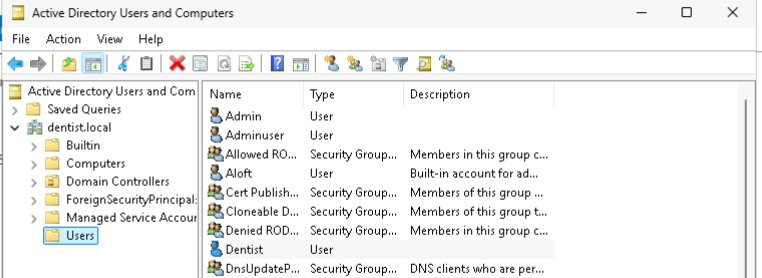 Active Directory Users and Computers
File Action View Help
Active Directory Users and Com
Saved Queries
dentist.local
Builtin
Computers
Domain Controllers
ForeignSecurityPrincipal:
Managed Service Accour
Users
Name Type Description
Admin User
Adminuser User
Allowed RO... Security Group... Members in this group c...
Aloft User Built-in account for ad...
Cert Publish... Security Group... Members of this group ...
Cloneable D... Security Group... Members of this group t...
Denied ROD... Security Group... Members in this group c...
Dentist User
DnsUpdateP... Security Group... DNS clients who are per...